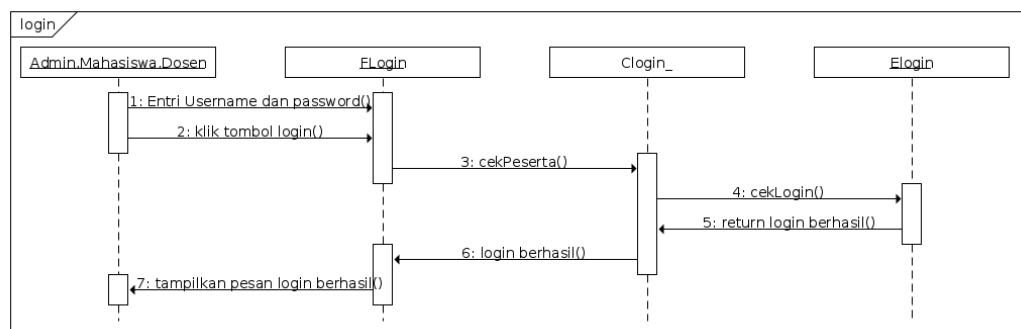 login
Admin.Mahasiswa.Dosen
FLogin
Clogin_
Elogin
1: Entri Username dan password()
2: klik tombol login()
3: cekPeserta()
4: cekLogin()
5: return login berhasil()
6: login berhasil()
7: tampilkan pesan login berhasil()